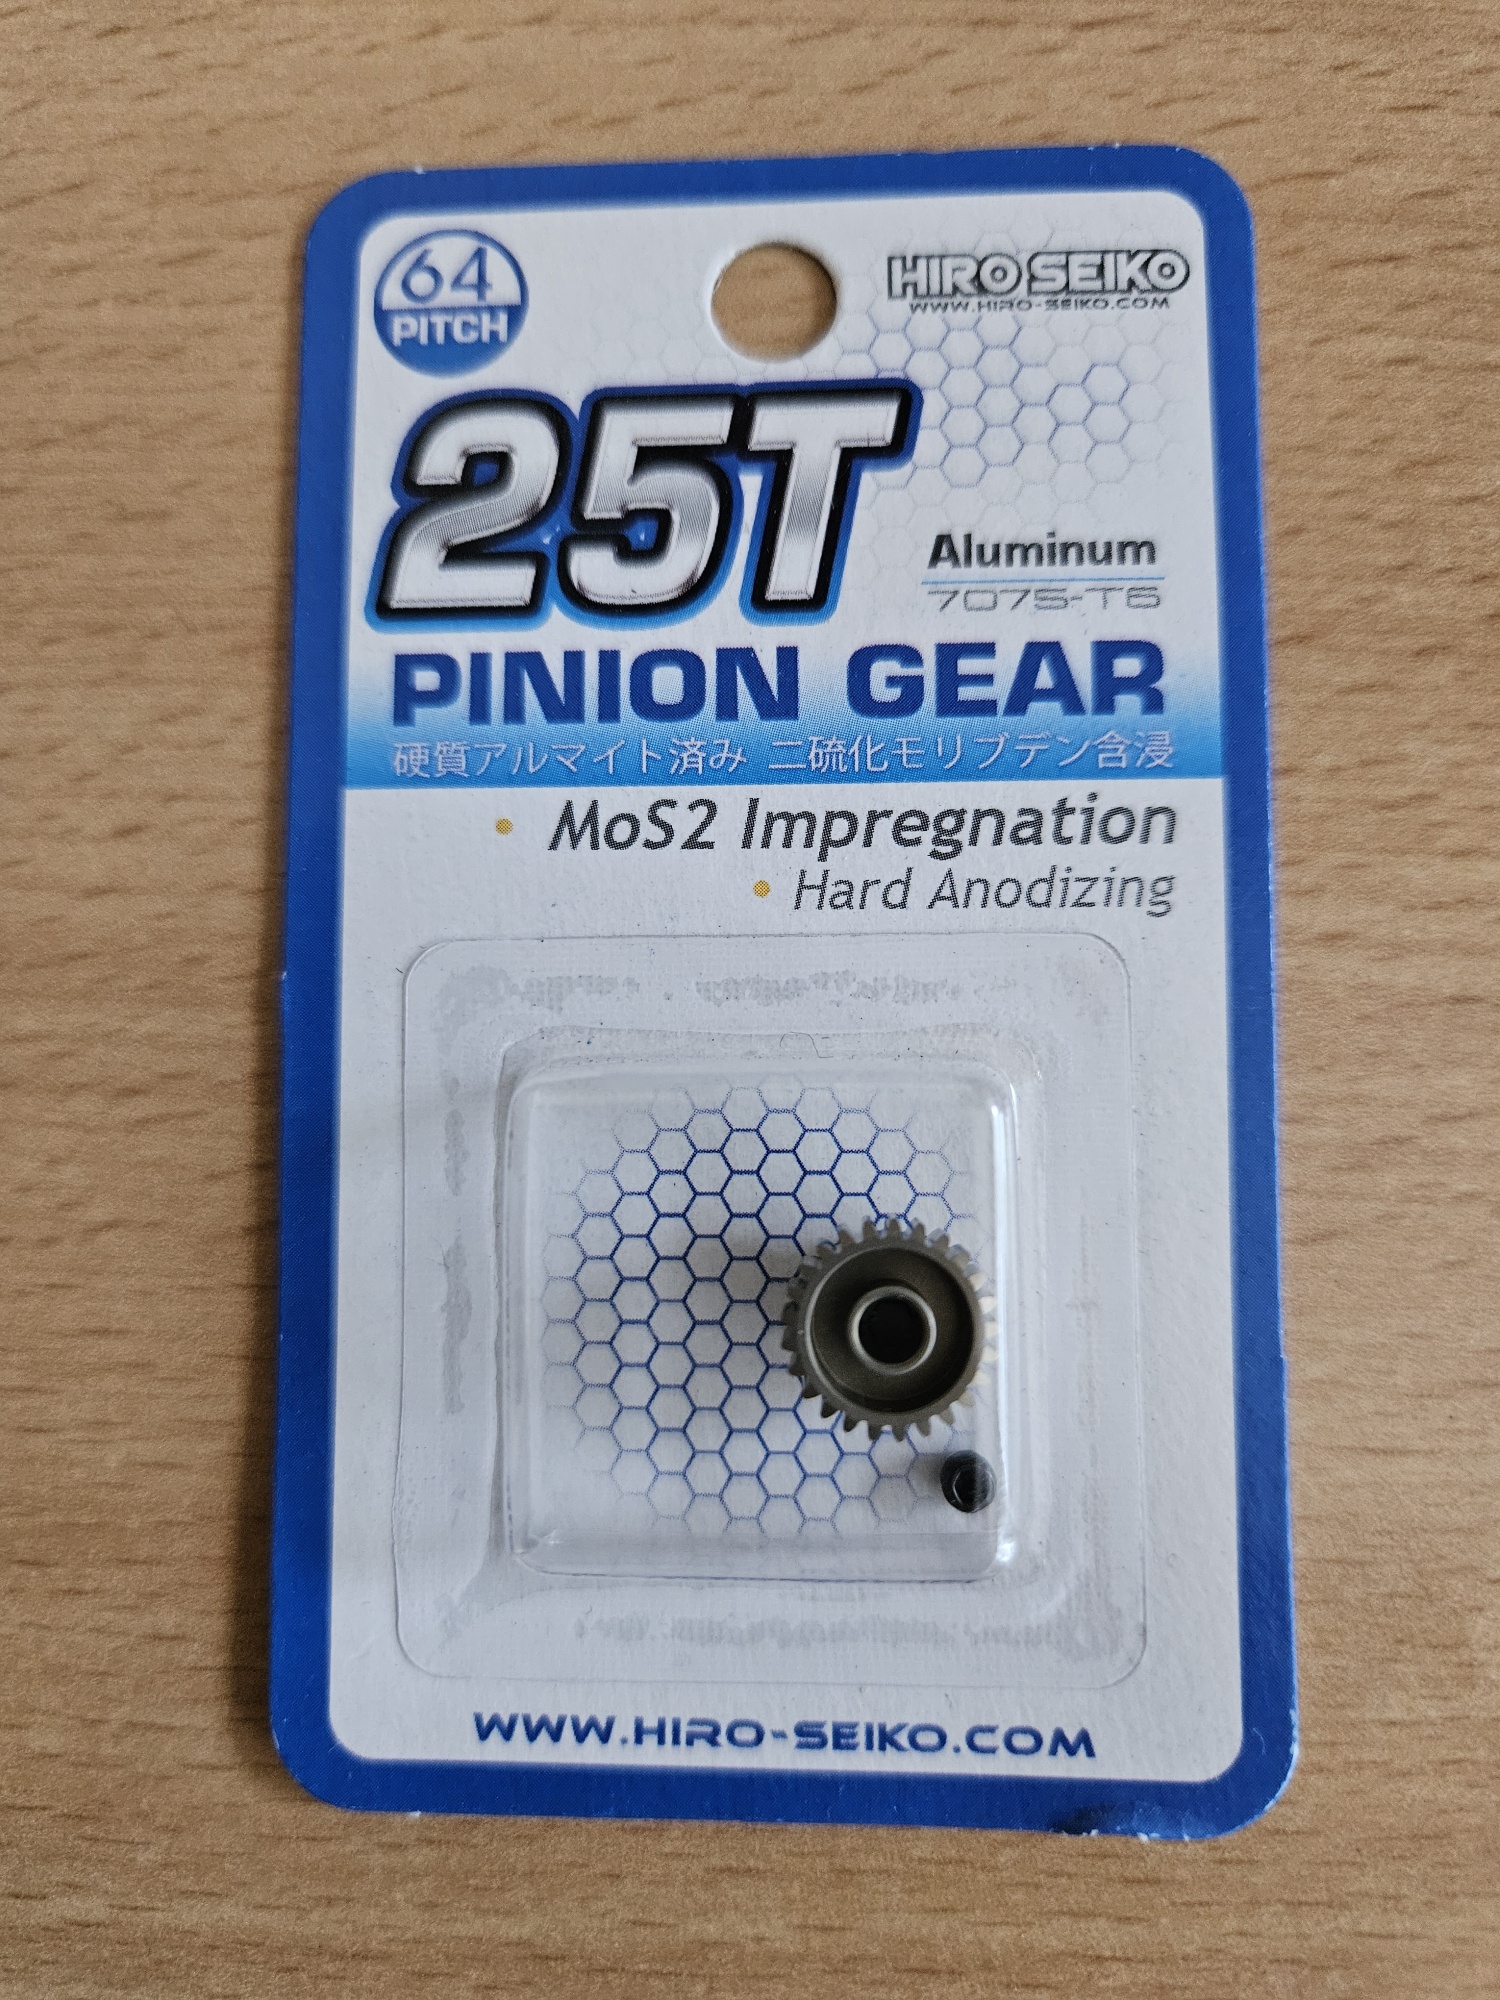 64
PITCH
HIRO SEIKO
WWW.HIRO-SEIKO.COM
25T
Aluminum
7075-T6
PINION GEAR
硬質アルマイト済み 二硫化モリブデン含浸
• MoS2 Impregnation
• Hard Anodizing
WWW.HIRO-SEIKO.COM